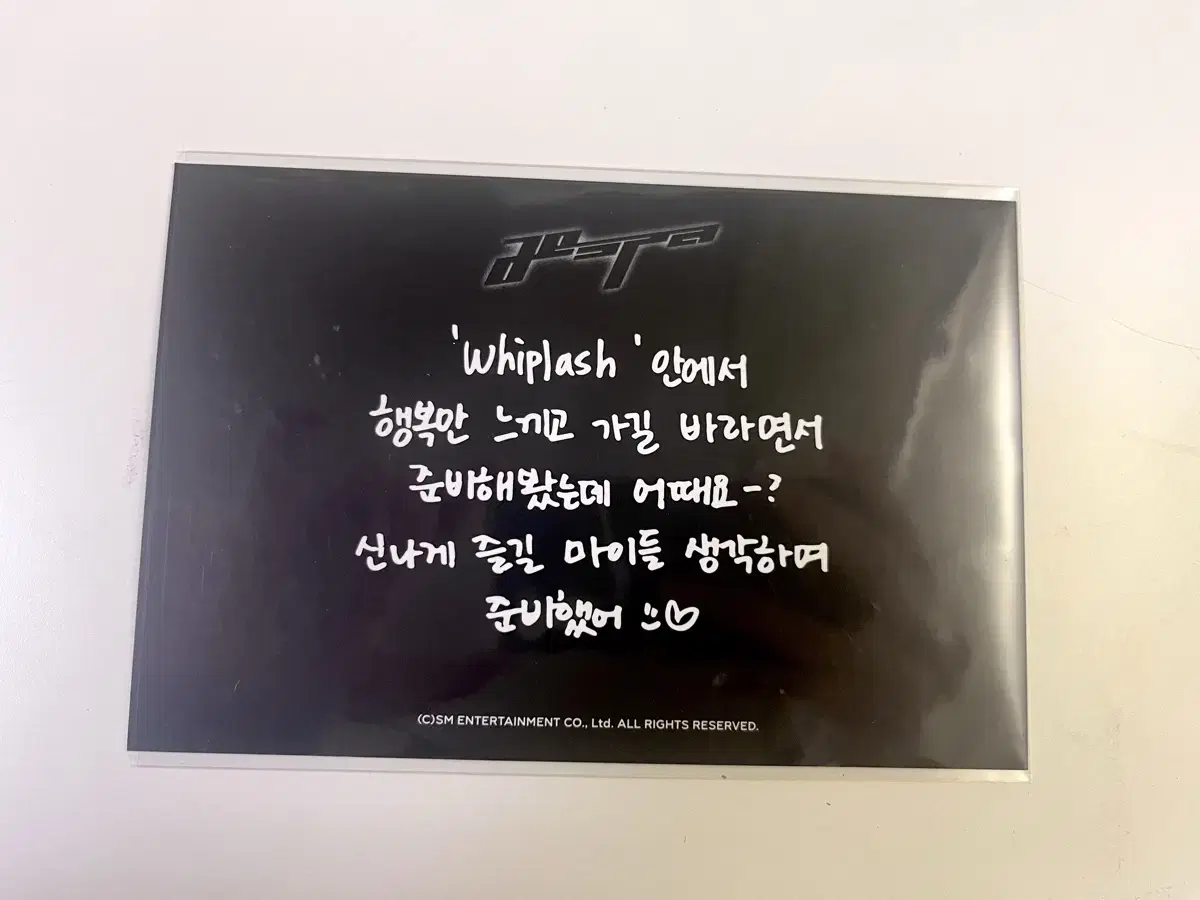 aespa
'Whiplash' 안에서
행복만 느끼고 가길 바라면서
준비해봤는데 어때요-?
신나게 즐길 마이들 생각하며
준비했어 :)♡
(C)SM ENTERTAINMENT CO., Ltd. ALL RIGHTS RESERVED.